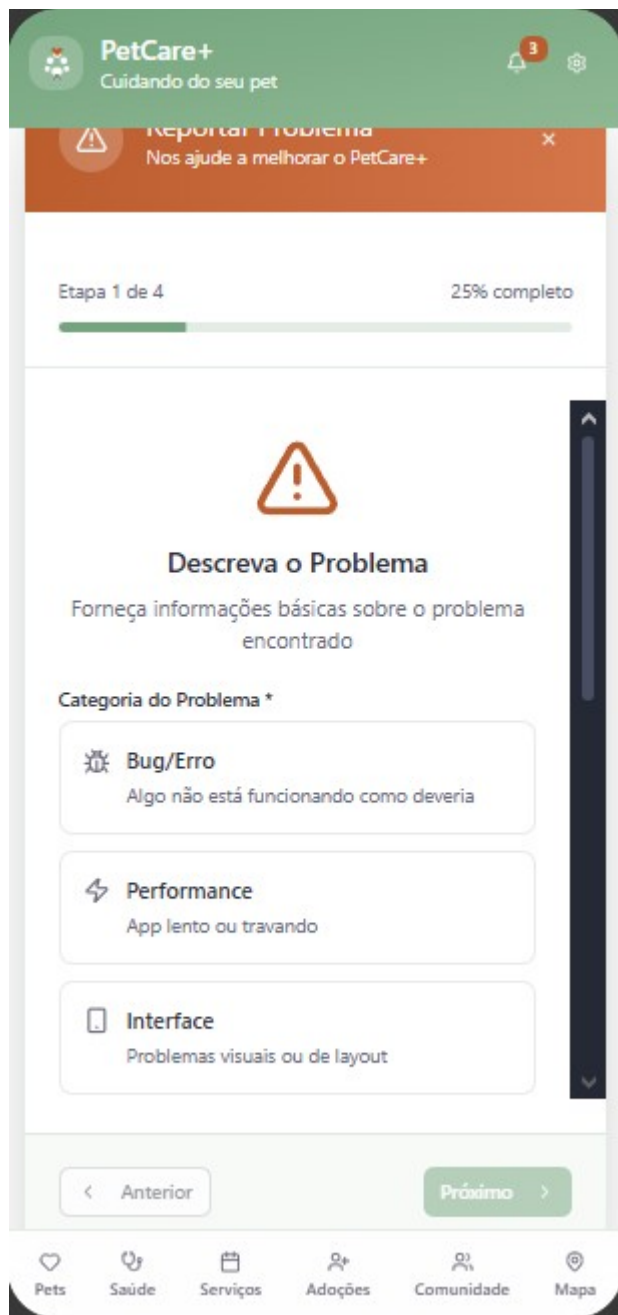 PetCare+
3
Cuidando do seu pet
Reportar Problema
Nos ajude a melhorar o PetCare+
Etapa 1 de 4
25% completo
Descreva o Problema
Forneça informações básicas sobre o problema
encontrado
Categoria do Problema *
Bug/Erro
Algo não está funcionando como deveria
Performance
App lento ou travando
Interface
Problemas visuais ou de layout
Anterior
Próximo
Pets
Saúde
Serviços
Adoções
Comunidade
Mapa